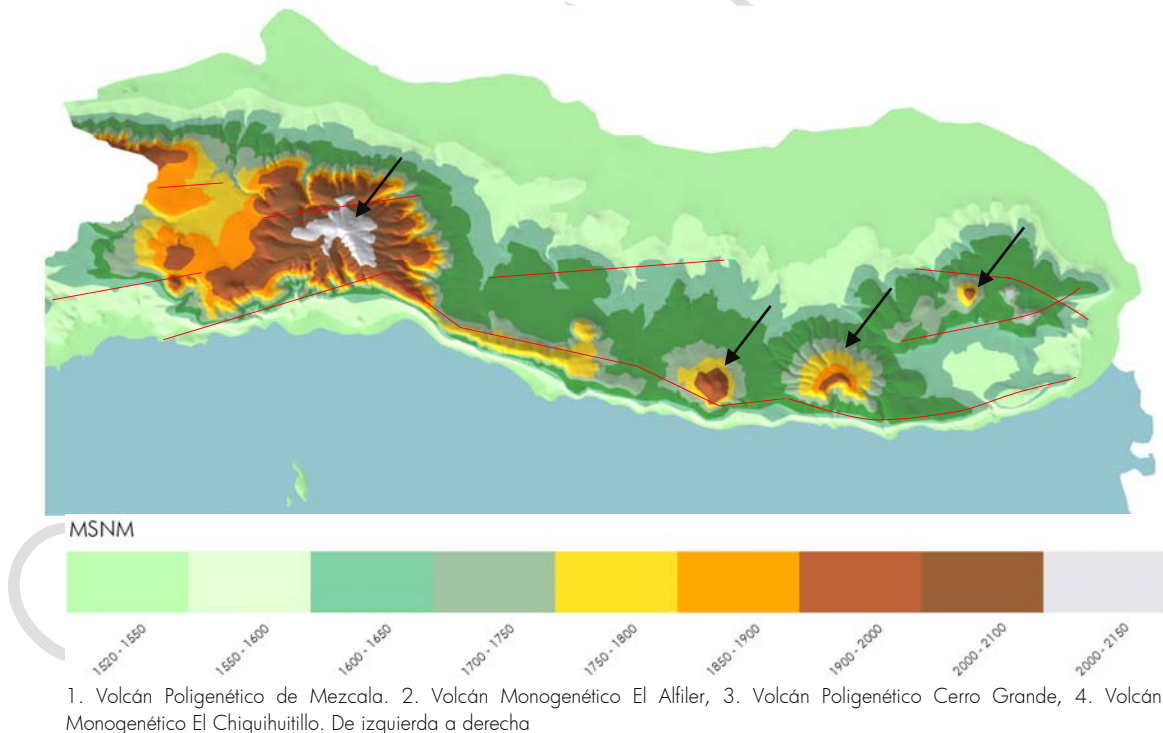 MSNM
1520 - 1550
1550 - 1600
1600 - 1650
1700 - 1750
1750 - 1800
1850 - 1900
1900 - 2000
2000 - 2100
2000 - 2150
1. Volcán Poligenético de Mezcala. 2. Volcán Monogenético El Alfiler, 3. Volcán Poligenético Cerro Grande, 4. Volcán
Monogenético El Chiquihuitillo. De izquierda a derecha